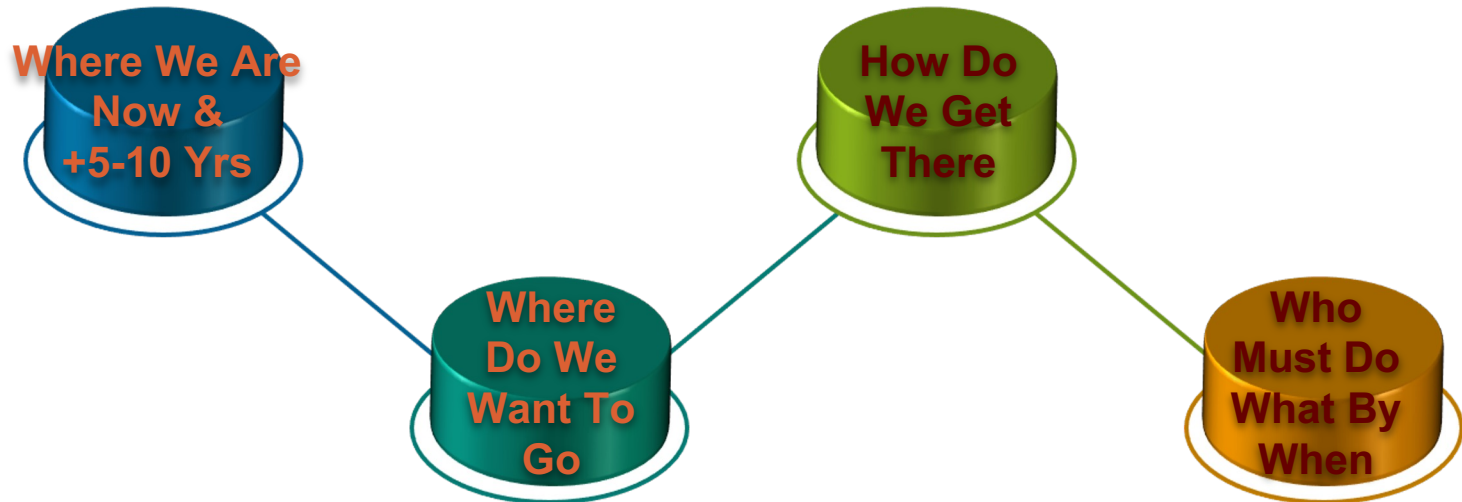 Where We Are
Now &
+5-10 Yrs
Where
Do We
Want To
Go
How Do
We Get
There
Who
Must Do
What By
When